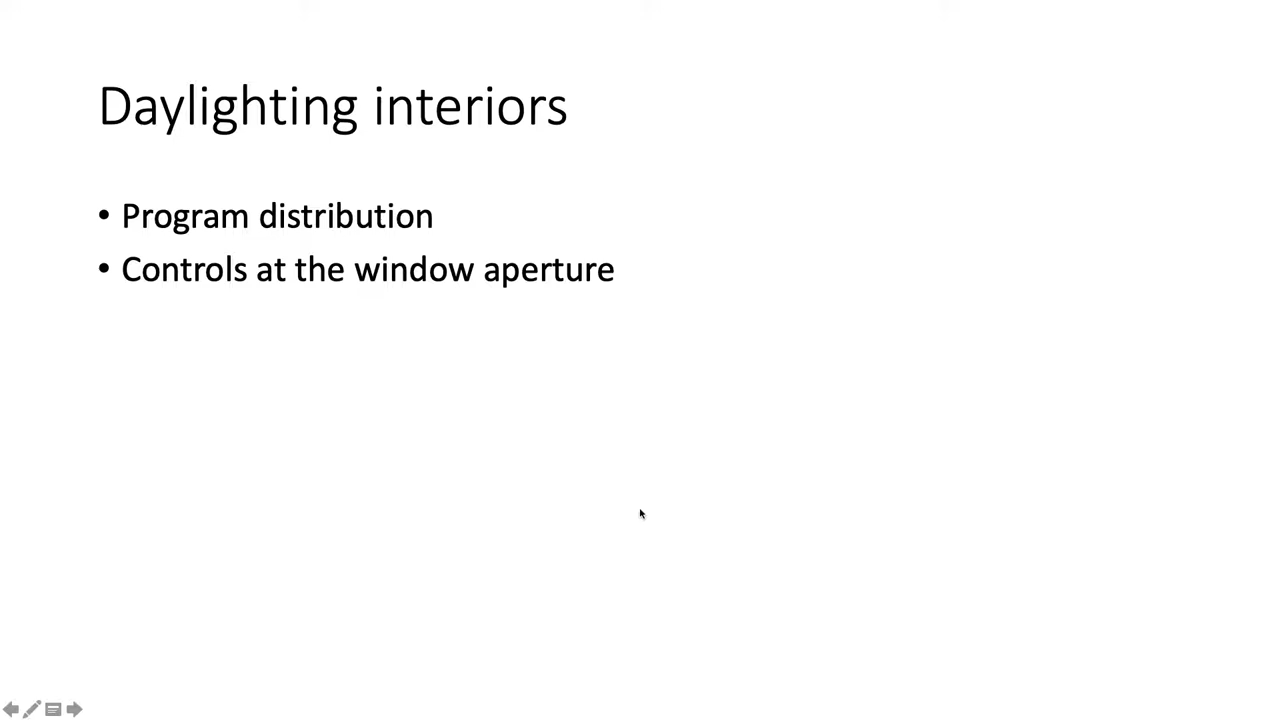 Daylighting interiors
• Program distribution
• Controls at the window aperture